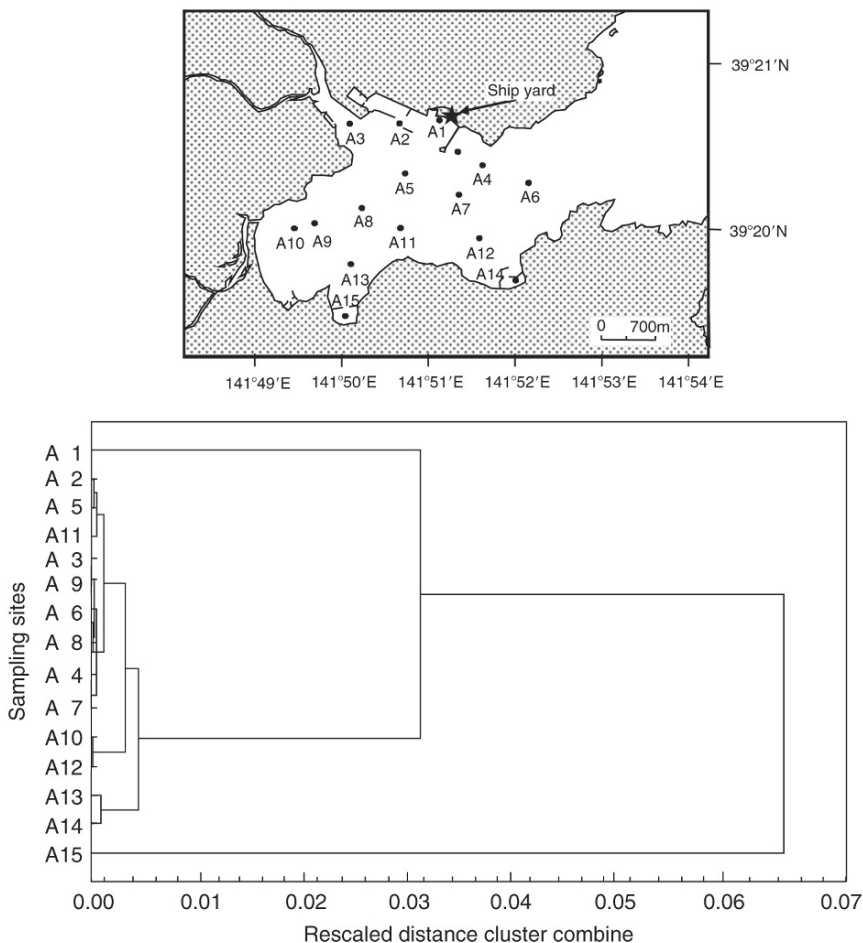 39°21′N
Ship yard
A3
A2
A1
A5
A4
A6
A7
A8
A10
A9
A11
A12
39°20′N
A13
A14
A15
0 700m
141°49′E 141°50′E 141°51′E 141°52′E 141°53′E 141°54′E
Sampling sites
A 1
A 2
A 5
A11
A 3
A 9
A 6
A 8
A 4
A 7
A10
A12
A13
A14
A15
0.00 0.01 0.02 0.03 0.04 0.05 0.06 0.07
Rescaled distance cluster combine